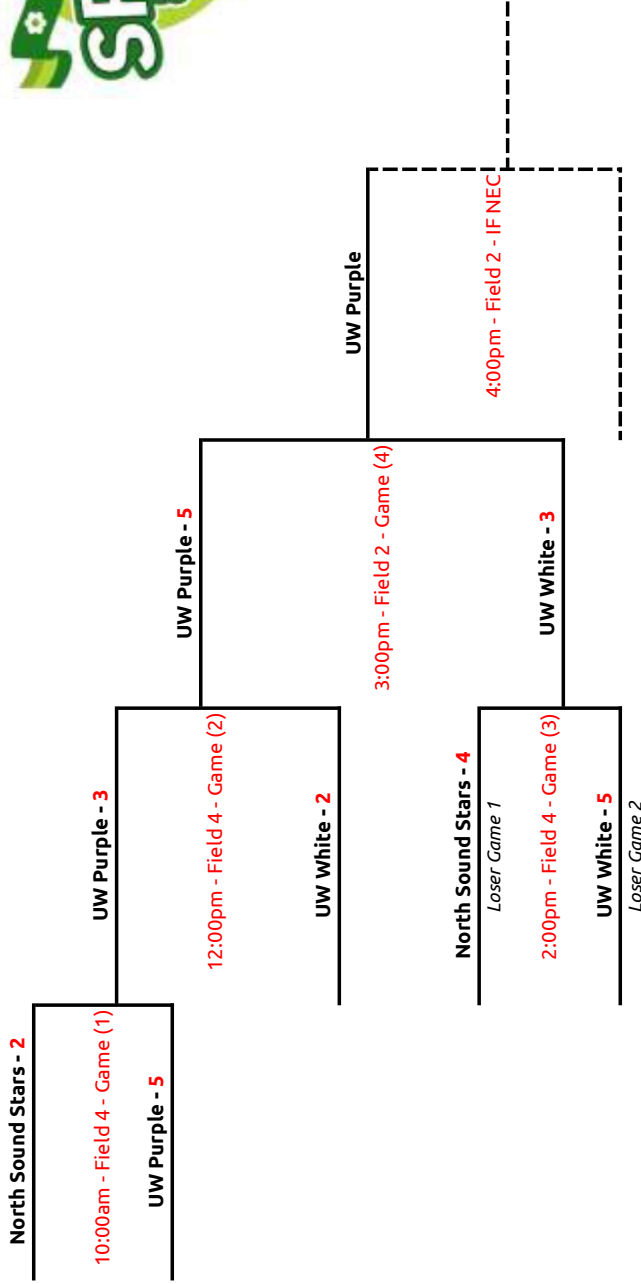 North Sound Stars - 2
10:00am - Field 4 - Game (1)
UW Purple - 5
UW Purple - 3
12:00pm - Field 4 - Game (2)
UW White - 2
North Sound Stars - 4
Loser Game 1
2:00pm - Field 4 - Game (3)
UW White - 5
Loser Game 2
UW Purple - 5
3:00pm - Field 2 - Game (4)
UW White - 3
UW Purple
4:00pm - Field 2 - IF NEC